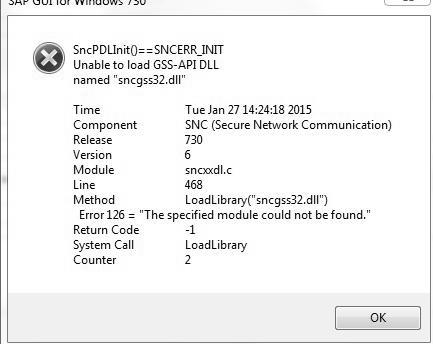 SAP GUI for Windows 730
SncPDLInit()==SNCERR_INIT
Unable to load GSS-API DLL
named "sncgss32.dll"
Time Tue Jan 27 14:24:18 2015
Component SNC (Secure Network Communication)
Release 730
Version 6
Module sncxxdl.c
Line 468
Method LoadLibrary("sncgss32.dll")
Error 126 = "The specified module could not be found."
Return Code -1
System Call LoadLibrary
Counter 2
OK